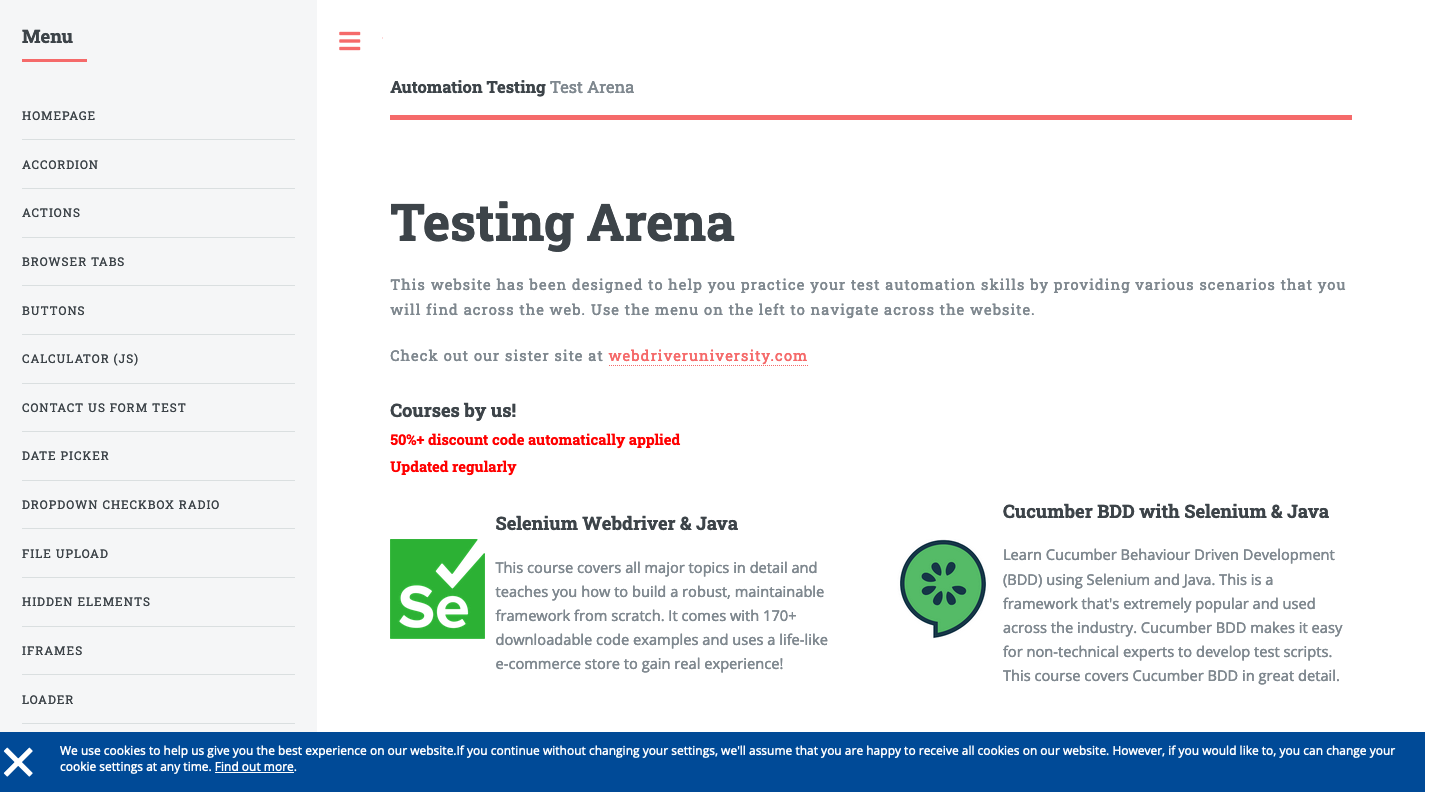 Menu
HOMEPAGE
ACCORDION
ACTIONS
BROWSER TABS
BUTTONS
CALCULATOR (JS)
CONTACT US FORM TEST
DATE PICKER
DROPDOWN CHECKBOX RADIO
FILE UPLOAD
HIDDEN ELEMENTS
IFRAMES
LOADER
Automation Testing Test Arena
Testing Arena
This website has been designed to help you practice your test automation skills by providing various scenarios that you
will find across the web. Use the menu on the left to navigate across the website.
Check out our sister site at webdriveruniversity.com
Courses by us!
50%+ discount code automatically applied
Updated regularly
Se
Selenium Webdriver & Java
This course covers all major topics in detail and
teaches you how to build a robust, maintainable
framework from scratch. It comes with 170+
downloadable code examples and uses a life-like
e-commerce store to gain real experience!
Cucumber BDD with Selenium & Java
Learn Cucumber Behaviour Driven Development
(BDD) using Selenium and Java. This is a
framework that's extremely popular and used
across the industry. Cucumber BDD makes it easy
for non-technical experts to develop test scripts.
This course covers Cucumber BDD in great detail.
We use cookies to help us give you the best experience on our website.If you continue without changing your settings, we'll assume that you are happy to receive all cookies on our website. However, if you would like to, you can change your
cookie settings at any time. Find out more.